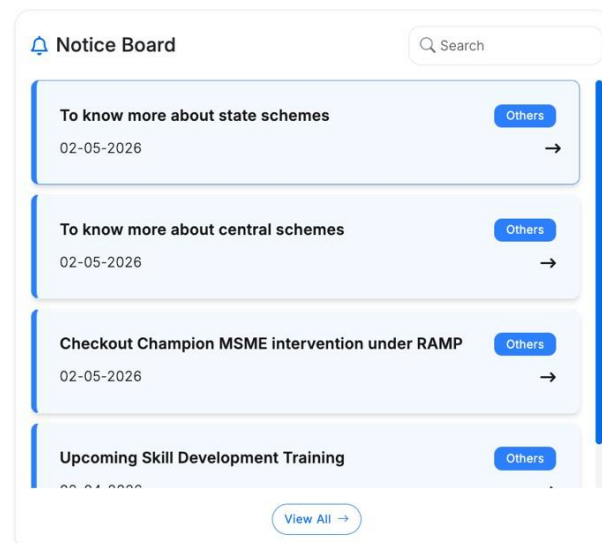 Notice Board
Search
To know more about state schemes
Others
02-05-2026
To know more about central schemes
Others
02-05-2026
Checkout Champion MSME intervention under RAMP
Others
02-05-2026
Upcoming Skill Development Training
Others
View All